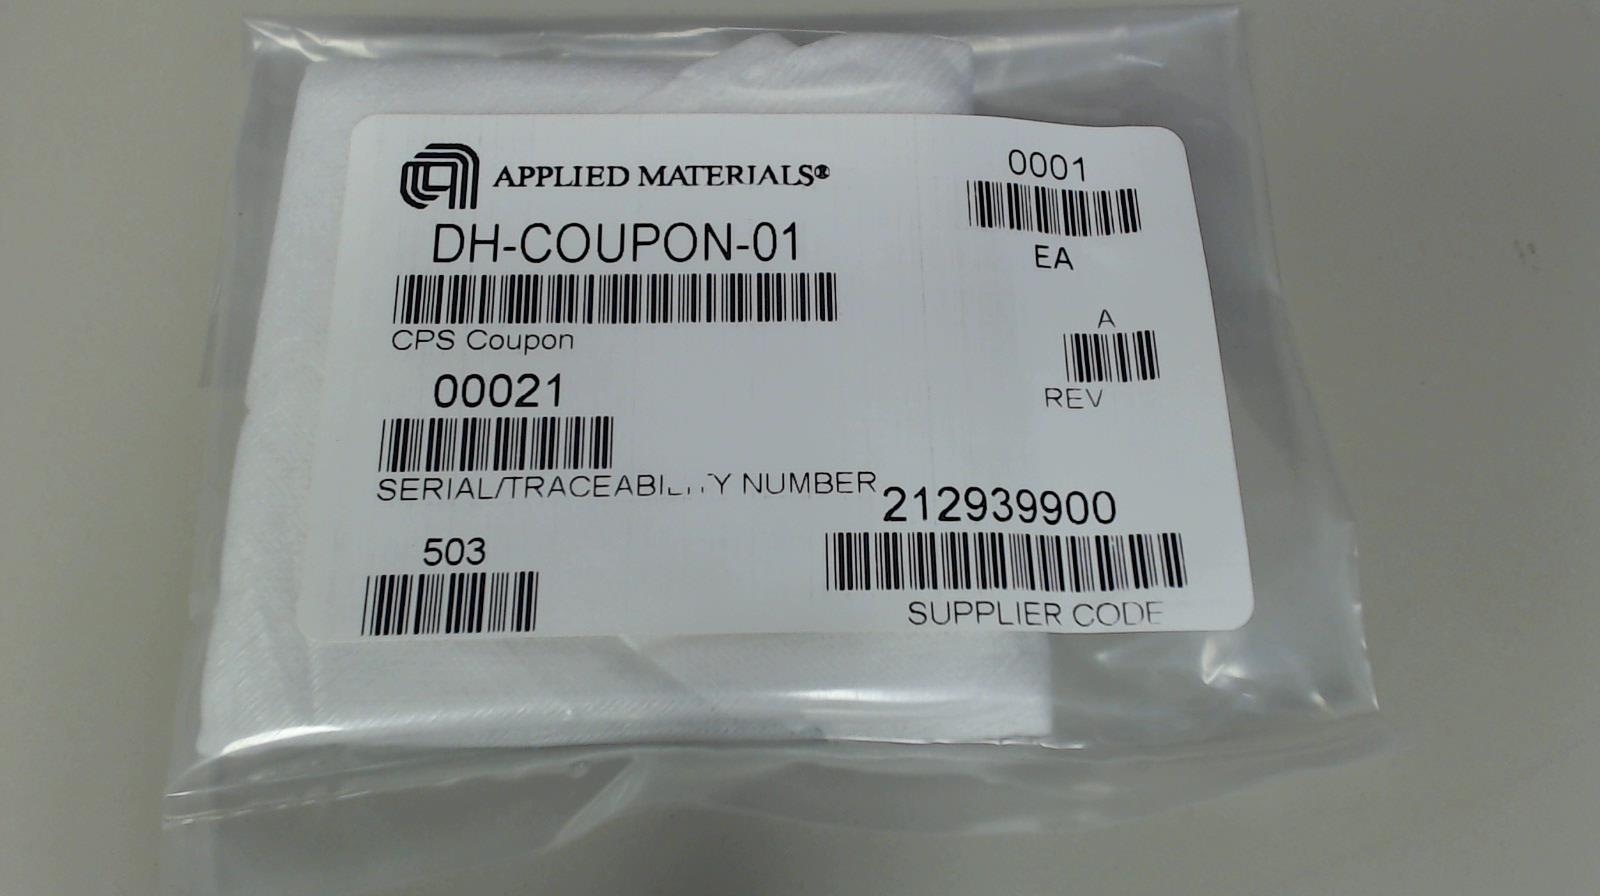 APPLIED MATERIALS®
0001
DH-COUPON-01
EA
CPS Coupon
A
REV
00021
SERIAL/TRACEABILITY NUMBER
212939900
503
SUPPLIER CODE